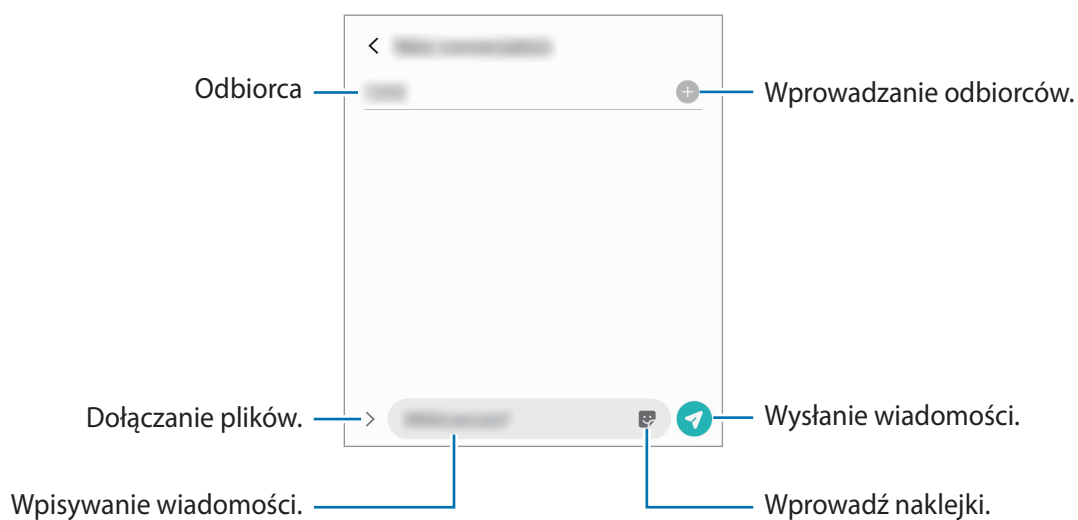 Odbiorca
Wprowadzanie odbiorców.
Dołączanie plików.
Wysłanie wiadomości.
Wpisywanie wiadomości.
Wprowadź naklejki.